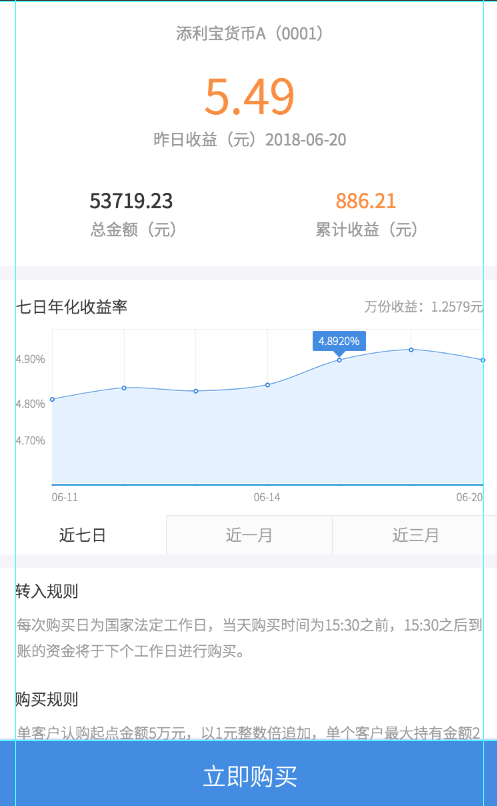 添利宝货币A（0001）
5.49
昨日收益（元）2018-06-20
53719.23
886.21
总金额（元）
累计收益（元）
七日年化收益率
万份收益：1.2579元
4.8920%
4.90%
4.80%
4.70%
06-11
06-14
06-20
近七日
近一月
近三月
转入规则
每次购买日为国家法定工作日，当天购买时间为15:30之前，15:30之后到
账的资金将于下个工作日进行购买。
购买规则
单客户认购起点金额5万元，以1元整数倍追加，单个客户最大持有金额2
立即购买